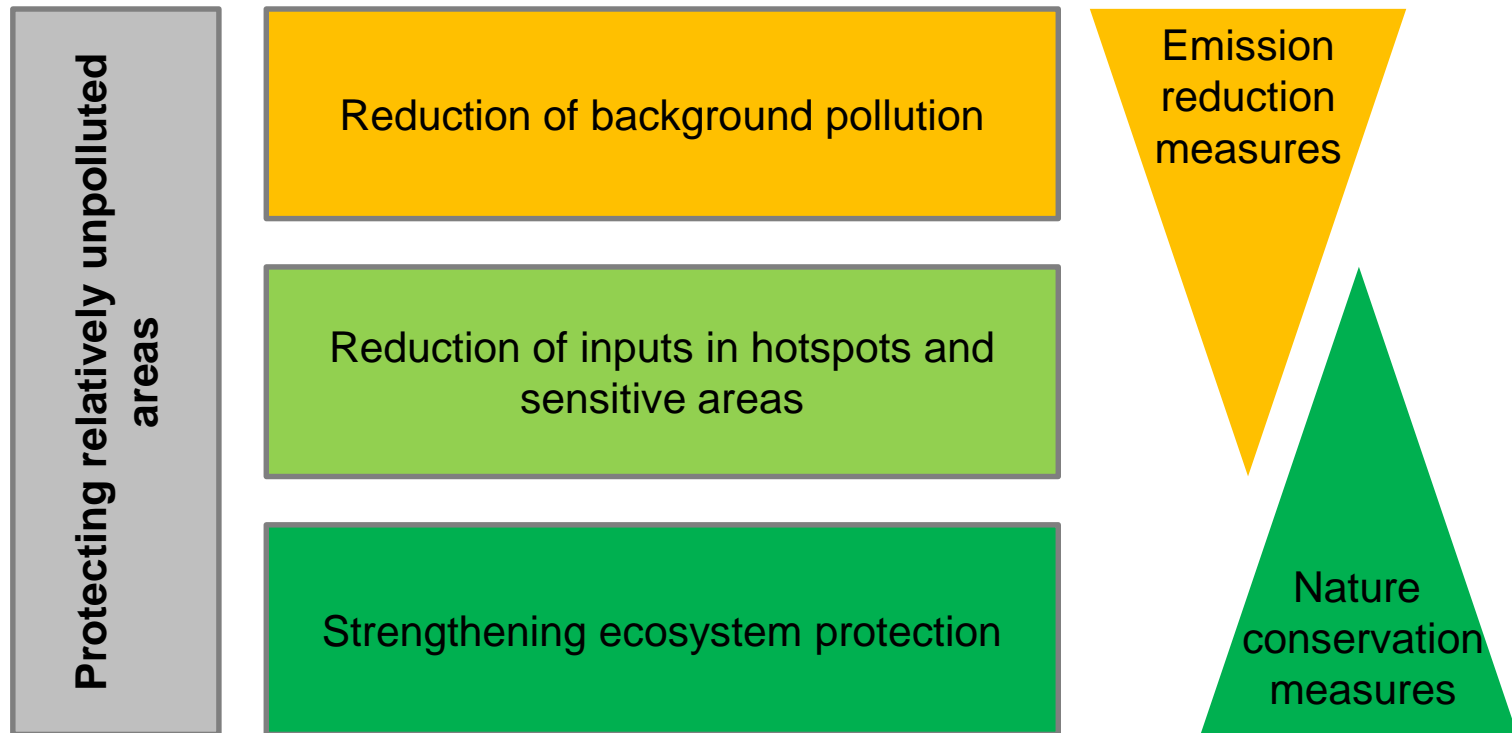 Protecting relatively unpolluted
areas
Reduction of background pollution
Reduction of inputs in hotspots and
sensitive areas
Strengthening ecosystem protection
Emission
reduction
measures
Nature
conservation
measures